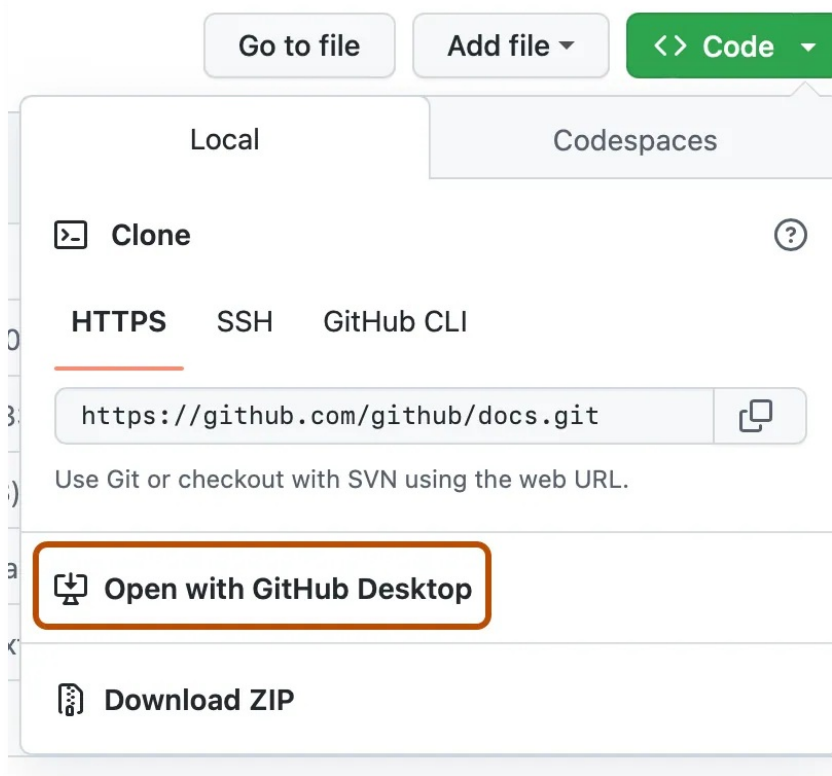 Go to file Add file Code
Local Codespaces
Clone
HTTPS SSH GitHub CLI
https://github.com/github/docs.git
Use Git or checkout with SVN using the web URL.
Open with GitHub Desktop
Download ZIP